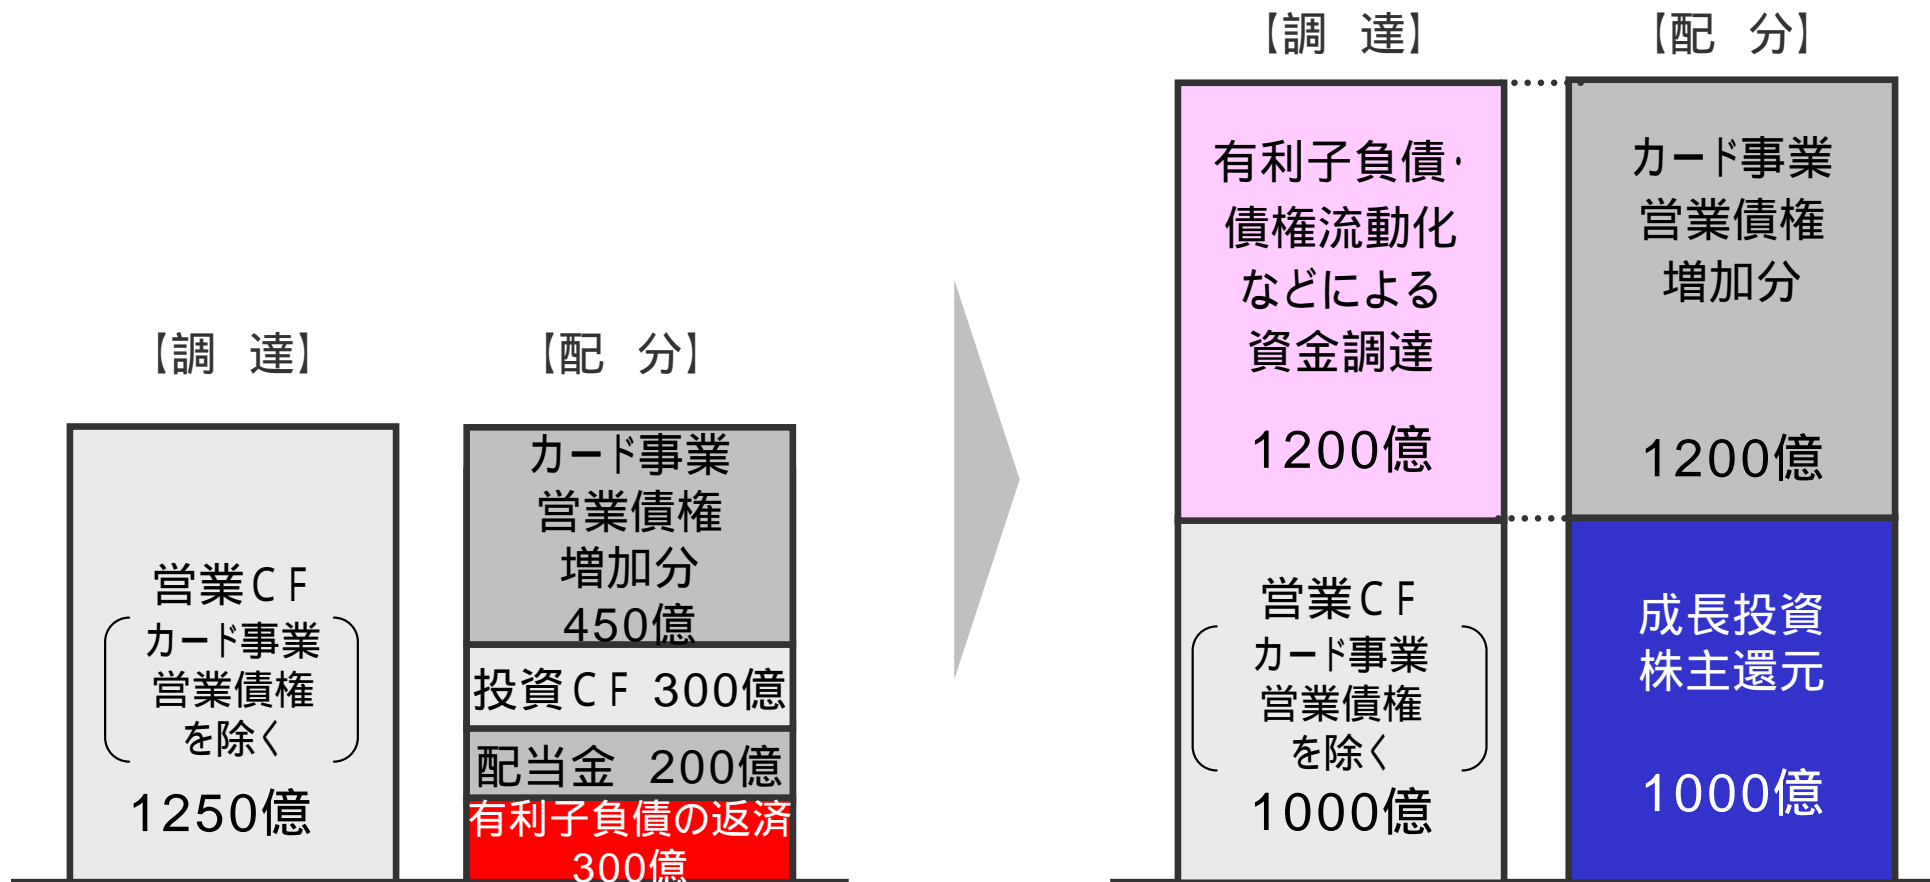 【調　達】
【配　分】
カード事業
営業債権
増加分
450億
投資ＣＦ 300億
配当金　200億
有利子負債の返済
300億
営業ＣＦ
カード事業
営業債権
を除く
1250億
【調　達】
【配　分】
有利子負債・
債権流動化
などによる
資金調達
1200億
カード事業
営業債権
増加分
1200億
営業ＣＦ
カード事業
営業債権
を除く
1000億
成長投資
株主還元
1000億